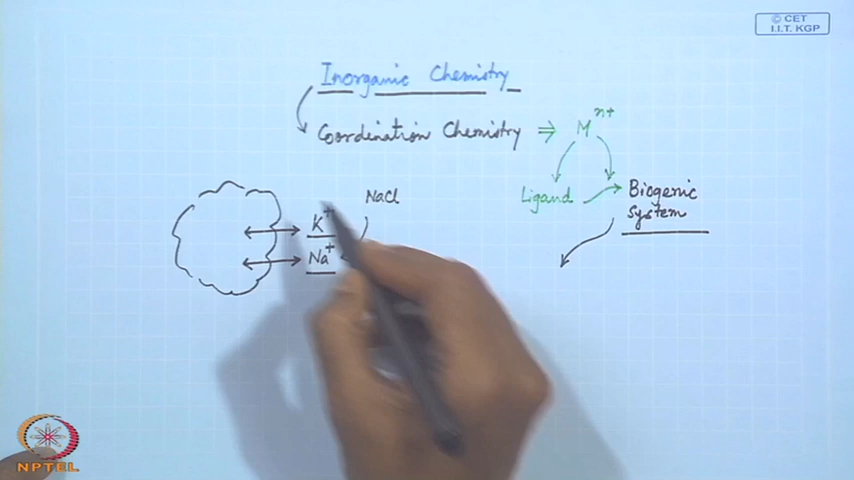 © CET
I.I.T. KGP
Inorganic Chemistry
Coordination Chemistry ⇒ M^n+
NaCl
Ligand
Biogenic
System
K+
Na+
NPTEL